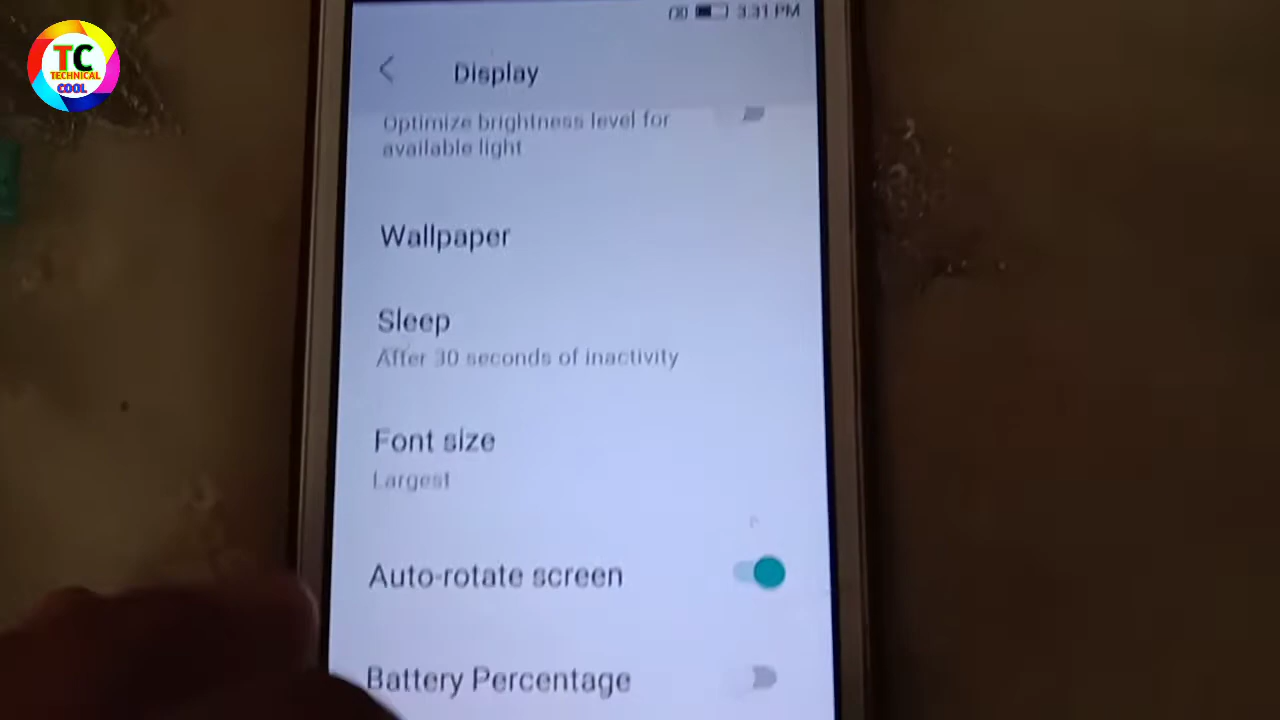 TC
TECHNICAL
COOL
3:31 PM
Display
Optimize brightness level for
available light
Wallpaper
Sleep
After 30 seconds of inactivity
Font size
Largest
Auto-rotate screen
Battery Percentage